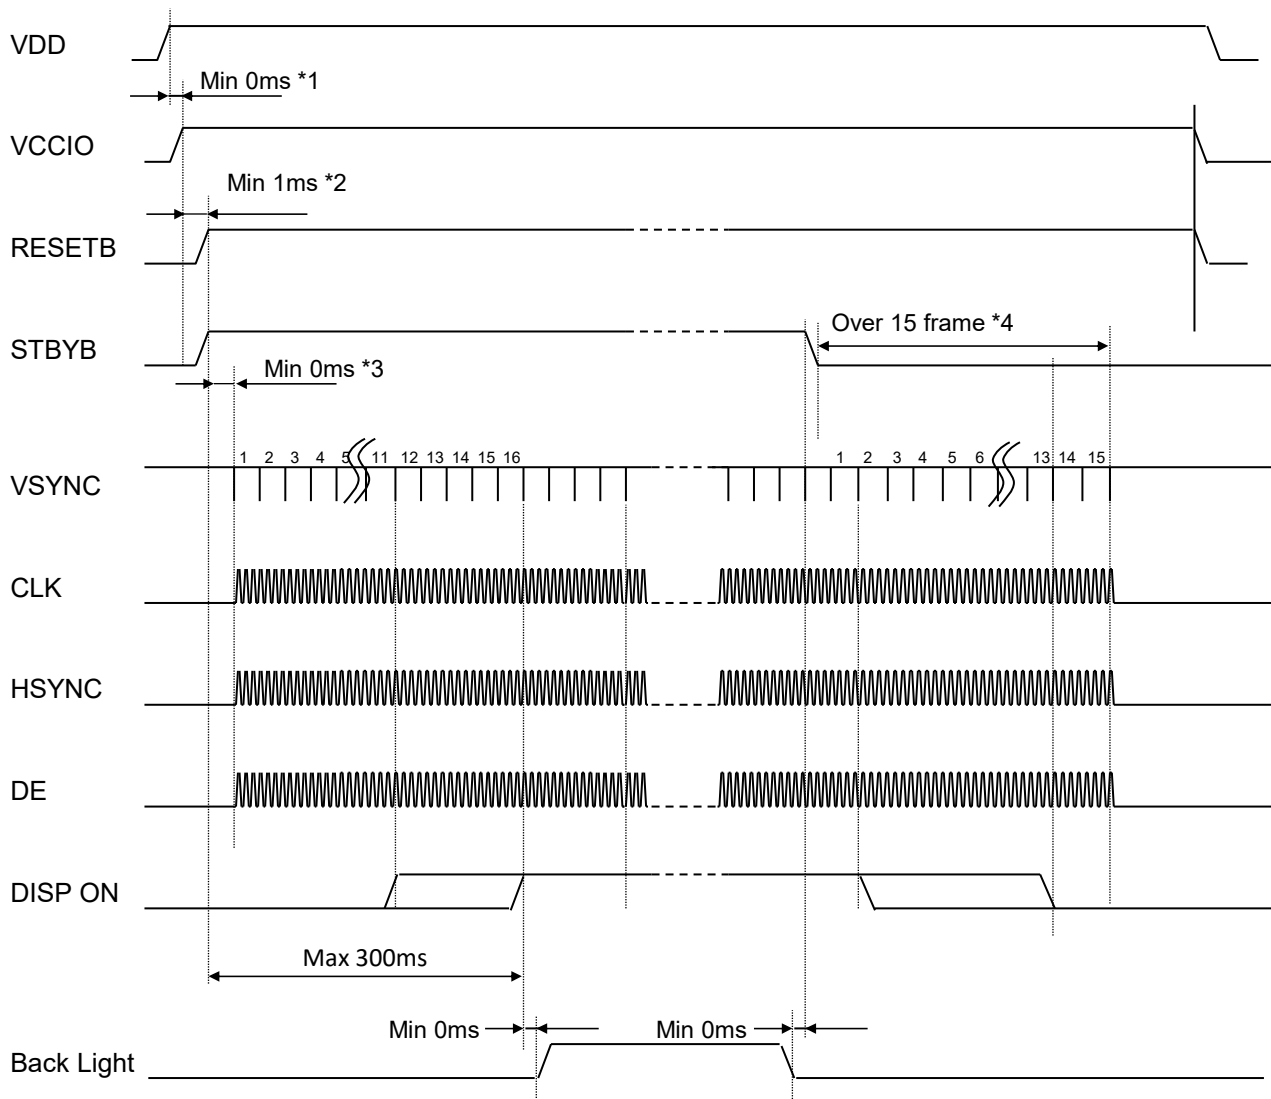 VDD
Min 0ms *1
VCCIO
Min 1ms *2
RESETB
Over 15 frame *4
STBYB
Min 0ms *3
1 2 3 4 5 11 12 13 14 15 16 1 2 3 4 5 6 13 14 15
VSYNC
CLK
HSYNC
DE
DISP ON
Max 300ms
Min 0ms Min 0ms
Back Light